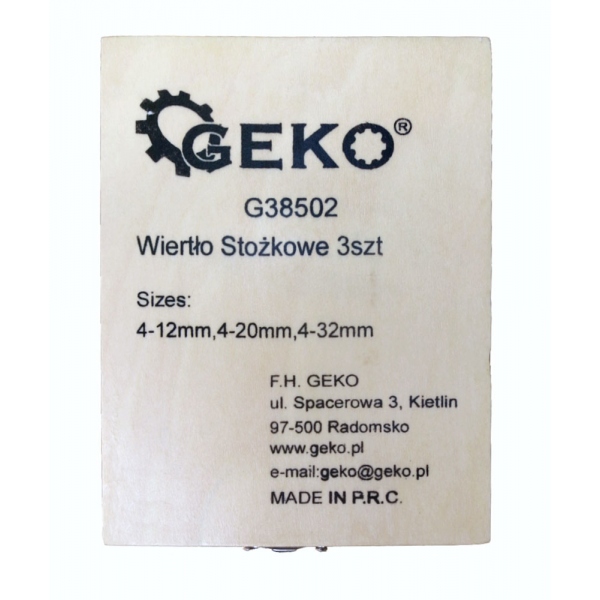 GEKO®
G38502
Wiertło Stożkowe 3szt
Sizes:
4-12mm,4-20mm,4-32mm
F.H. GEKO
ul. Spacerowa 3, Kietlin
97-500 Radomsko
www.geko.pl
e-mail:geko@geko.pl
MADE IN P.R.C.